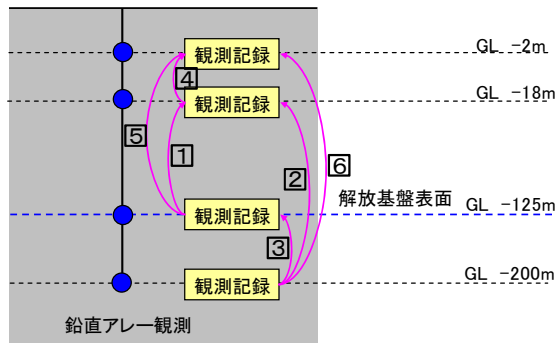 GL -2m
観測記録
4
GL -18m
観測記録
5
1
6
2
解放基盤表面
GL -125m
観測記録
3
GL -200m
観測記録
鉛直アレー観測